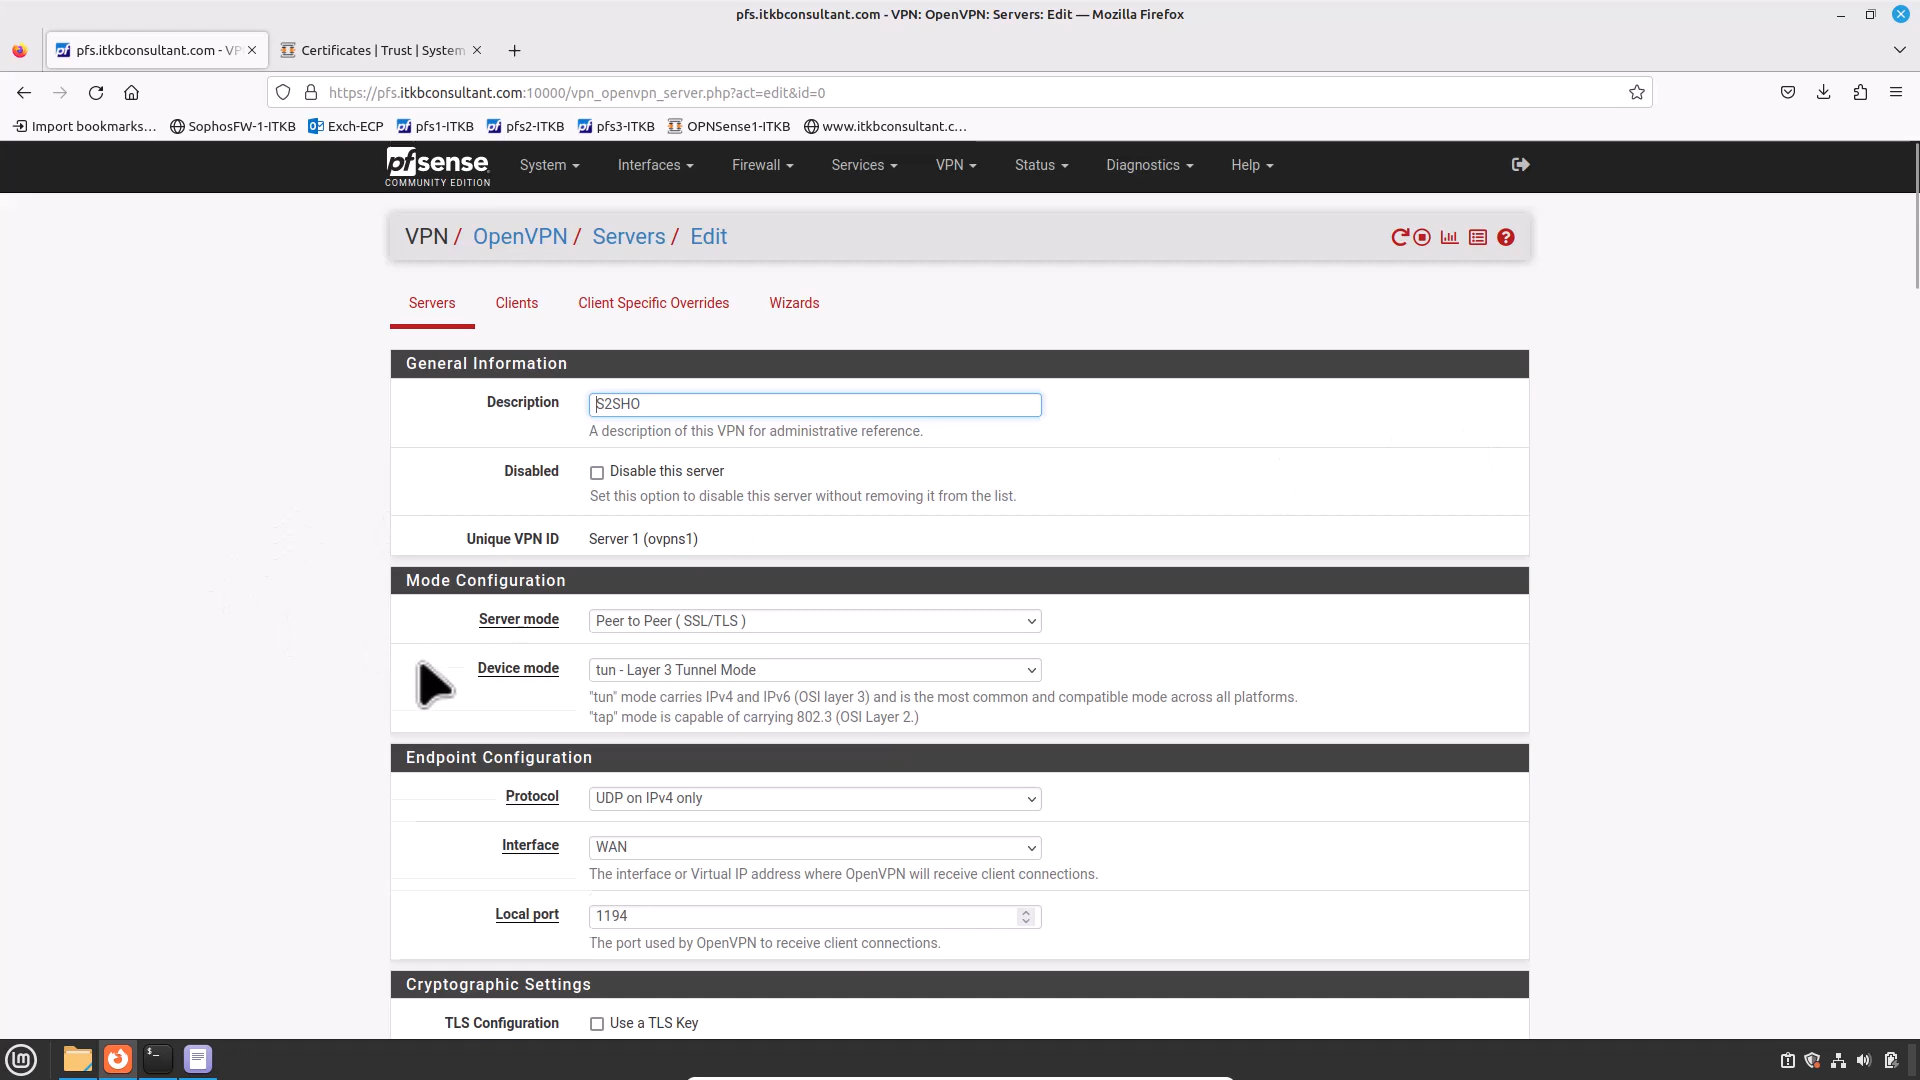 pfs.itkbconsultant.com - VPN: OpenVPN: Servers: Edit — Mozilla Firefox
pfs.itkbconsultant.com - VP
Certificates | Trust | System
https://pfs.itkbconsultant.com:10000/vpn_openvpn_server.php?act=edit&id=0
Import bookmarks...
SophosFW-1-ITKB
Exch-ECP
pfs1-ITKB
pfs2-ITKB
pfs3-ITKB
OPNSense1-ITKB
www.itkbconsultant.c...
pfsense
COMMUNITY EDITION
System
Interfaces
Firewall
Services
VPN
Status
Diagnostics
Help
VPN / OpenVPN / Servers / Edit
Servers
Clients
Client Specific Overrides
Wizards
General Information
Description
S2SHO
A description of this VPN for administrative reference.
Disabled
Disable this server
Set this option to disable this server without removing it from the list.
Unique VPN ID
Server 1 (ovpns1)
Mode Configuration
Server mode
Peer to Peer ( SSL/TLS )
Device mode
tun - Layer 3 Tunnel Mode
"tun" mode carries IPv4 and IPv6 (OSI layer 3) and is the most common and compatible mode across all platforms.
"tap" mode is capable of carrying 802.3 (OSI Layer 2.)
Endpoint Configuration
Protocol
UDP on IPv4 only
Interface
WAN
The interface or Virtual IP address where OpenVPN will receive client connections.
Local port
1194
The port used by OpenVPN to receive client connections.
Cryptographic Settings
TLS Configuration
Use a TLS Key